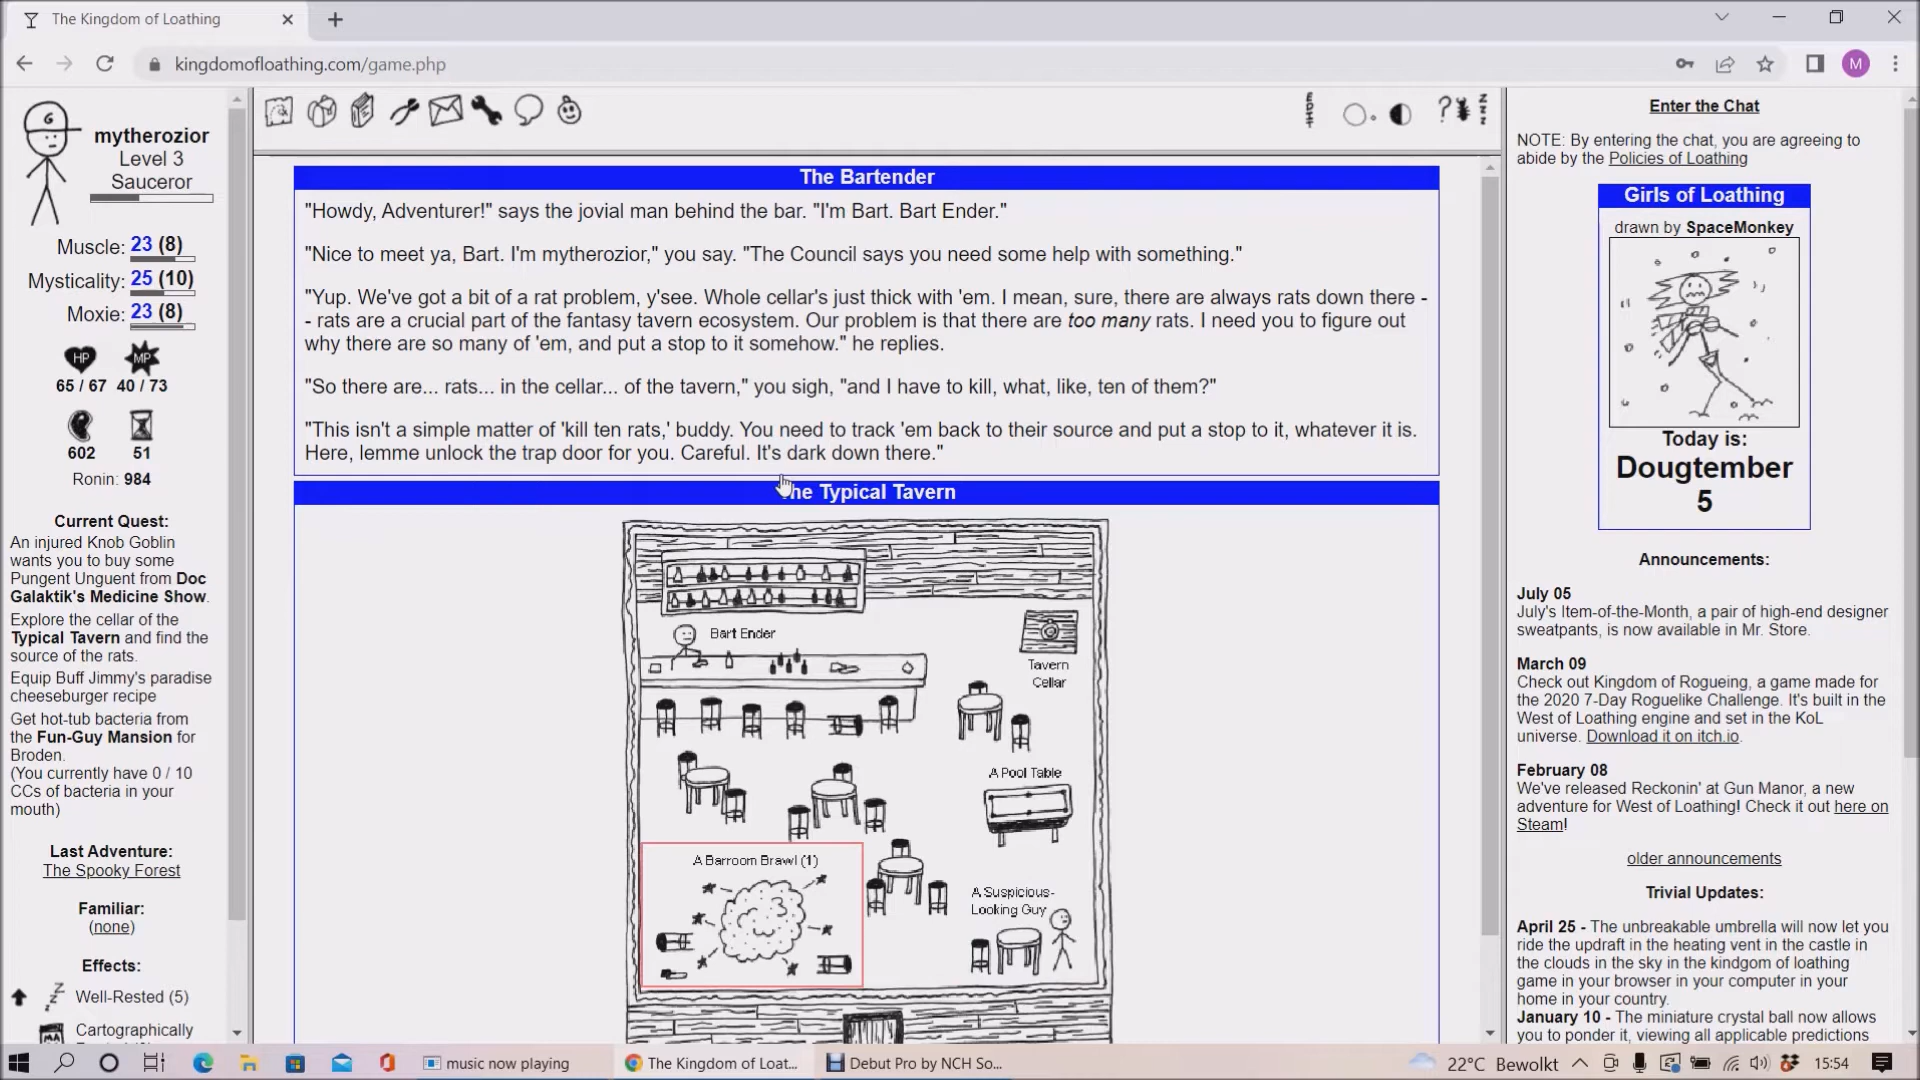 The Kingdom of Loathing
kingdomofloathing.com/game.php
M
mytherozior
Level 3
Sauceror
Muscle: 23 (8)
Mysticality: 25 (10)
Moxie: 23 (8)
HP MP
65 / 67 40 / 73
602 51
Ronin: 984
Current Quest:
An injured Knob Goblin
wants you to buy some
Pungent Unguent from Doc
Galaktik's Medicine Show.
Explore the cellar of the
Typical Tavern and find the
source of the rats.
Equip Buff Jimmy's paradise
cheeseburger recipe
Get hot-tub bacteria from
the Fun-Guy Mansion for
Broden.
(You currently have 0 / 10
CCs of bacteria in your
mouth)
Last Adventure:
The Spooky Forest
Familiar:
(none)
Effects:
Well-Rested (5)
Cartographically
The Bartender
"Howdy, Adventurer!" says the jovial man behind the bar. "I'm Bart. Bart Ender."
"Nice to meet ya, Bart. I'm mytherozior," you say. "The Council says you need some help with something."
"Yup. We've got a bit of a rat problem, y'see. Whole cellar's just thick with 'em. I mean, sure, there are always rats down there -
- rats are a crucial part of the fantasy tavern ecosystem. Our problem is that there are too many rats. I need you to figure out
why there are so many of 'em, and put a stop to it somehow." he replies.
"So there are... rats... in the cellar... of the tavern," you sigh, "and I have to kill, what, like, ten of them?"
"This isn't a simple matter of 'kill ten rats,' buddy. You need to track 'em back to their source and put a stop to it, whatever it is.
Here, lemme unlock the trap door for you. Careful. It's dark down there."
The Typical Tavern
Bart Ender
Tavern
Cellar
A Pool Table
A Barroom Brawl (1)
A Suspicious-
Looking Guy
Enter the Chat
NOTE: By entering the chat, you are agreeing to
abide by the Policies of Loathing
Girls of Loathing
drawn by SpaceMonkey
Today is:
Dougtember
5
Announcements:
July 05
July's Item-of-the-Month, a pair of high-end designer
sweatpants, is now available in Mr. Store.
March 09
Check out Kingdom of Rogueing, a game made for
the 2020 7-Day Roguelike Challenge. It's built in the
West of Loathing engine and set in the KoL
universe. Download it on itch.io.
February 08
We've released Reckonin' at Gun Manor, a new
adventure for West of Loathing! Check it out here on
Steam!
older announcements
Trivial Updates:
April 25 - The unbreakable umbrella will now let you
ride the updraft in the heating vent in the castle in
the clouds in the sky in the kindgom of loathing
game in your browser in your computer in your
home in your country.
January 10 - The miniature crystal ball now allows
you to ponder it, viewing all applicable predictions
music now playing
The Kingdom of Loat...
Debut Pro by NCH So...
22°C Bewolkt
15:54